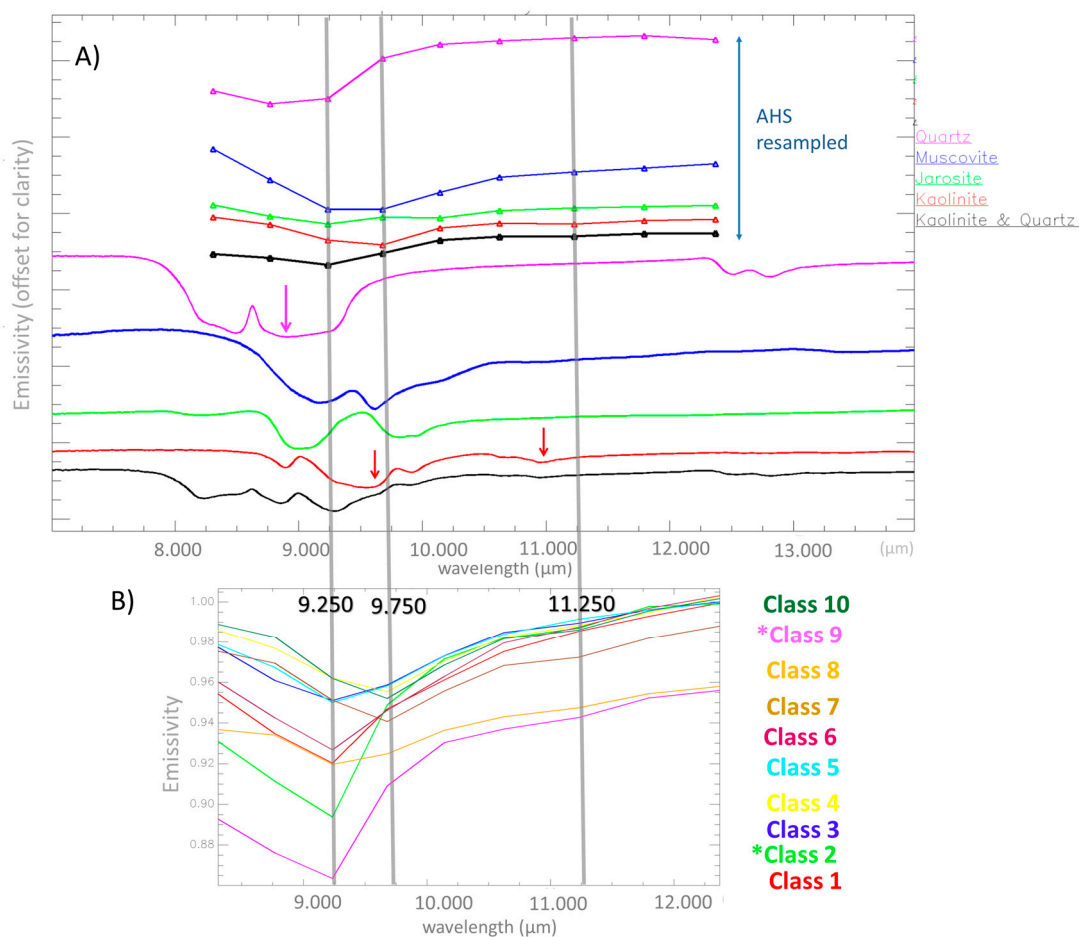 A)
Emissivity (offset for clarity)
AHS
resampled
Quartz
Muscovite
Jarosite
Kaolinite
Kaolinite & Quartz
8.000 9.000 10.000 11.000 12.000 13.000 (µm)
wavelength (µm)
B)
9.250 9.750 11.250
Emissivity
1.00
0.98
0.96
0.94
0.92
0.90
0.88
9.000 10.000 11.000 12.000
wavelength (µm)
Class 10
*Class 9
Class 8
Class 7
Class 6
Class 5
Class 4
Class 3
*Class 2
Class 1